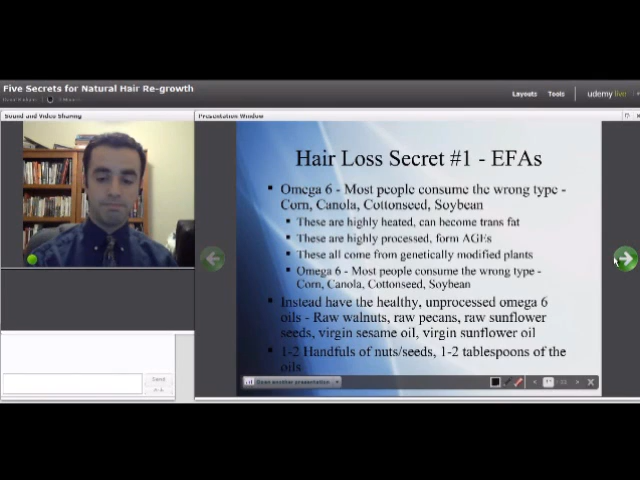 Five Secrets for Natural Hair Re-growth
Layouts Tools udemy live
Sound and Video Sharing
Presentation Window
Hair Loss Secret #1 - EFAs
Omega 6 - Most people consume the wrong type -
Corn, Canola, Cottonseed, Soybean
These are highly heated, can become trans fat
These are highly processed, form AGEs
These all come from genetically modified plants
Omega 6 - Most people consume the wrong type -
Corn, Canola, Cottonseed, Soybean
Instead have the healthy, unprocessed omega 6
oils - Raw walnuts, raw pecans, raw sunflower
seeds, virgin sesame oil, virgin sunflower oil
1-2 Handfuls of nuts/seeds, 1-2 tablespoons of the
oils
Open another presentation
Send